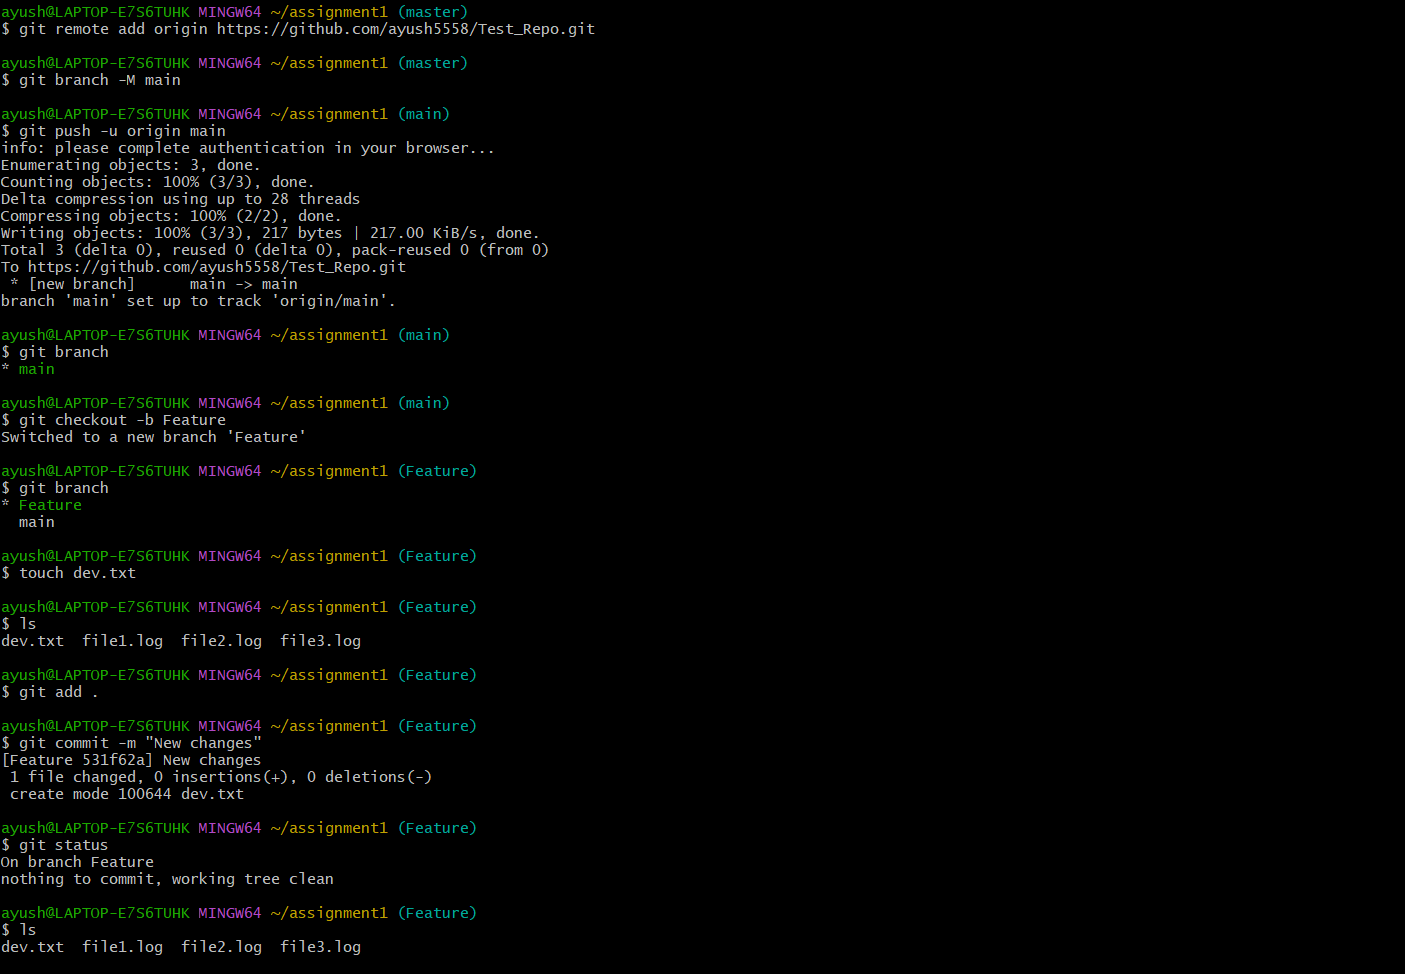 ayush@LAPTOP-E7S6TUHK MINGW64 ~/assignment1 (master)
$ git remote add origin https://github.com/ayush5558/Test_Repo.git
ayush@LAPTOP-E7S6TUHK MINGW64 ~/assignment1 (master)
$ git branch -M main
ayush@LAPTOP-E7S6TUHK MINGW64 ~/assignment1 (main)
$ git push -u origin main
info: please complete authentication in your browser...
Enumerating objects: 3, done.
Counting objects: 100% (3/3), done.
Delta compression using up to 28 threads
Compressing objects: 100% (2/2), done.
Writing objects: 100% (3/3), 217 bytes | 217.00 KiB/s, done.
Total 3 (delta 0), reused 0 (delta 0), pack-reused 0 (from 0)
To https://github.com/ayush5558/Test_Repo.git
 * [new branch]      main -> main
branch 'main' set up to track 'origin/main'.
ayush@LAPTOP-E7S6TUHK MINGW64 ~/assignment1 (main)
$ git branch
* main
ayush@LAPTOP-E7S6TUHK MINGW64 ~/assignment1 (main)
$ git checkout -b Feature
Switched to a new branch 'Feature'
ayush@LAPTOP-E7S6TUHK MINGW64 ~/assignment1 (Feature)
$ git branch
* Feature
  main
ayush@LAPTOP-E7S6TUHK MINGW64 ~/assignment1 (Feature)
$ touch dev.txt
ayush@LAPTOP-E7S6TUHK MINGW64 ~/assignment1 (Feature)
$ ls
dev.txt  file1.log  file2.log  file3.log
ayush@LAPTOP-E7S6TUHK MINGW64 ~/assignment1 (Feature)
$ git add .
ayush@LAPTOP-E7S6TUHK MINGW64 ~/assignment1 (Feature)
$ git commit -m "New changes"
[Feature 531f62a] New changes
 1 file changed, 0 insertions(+), 0 deletions(-)
 create mode 100644 dev.txt
ayush@LAPTOP-E7S6TUHK MINGW64 ~/assignment1 (Feature)
$ git status
On branch Feature
nothing to commit, working tree clean
ayush@LAPTOP-E7S6TUHK MINGW64 ~/assignment1 (Feature)
$ ls
dev.txt  file1.log  file2.log  file3.log